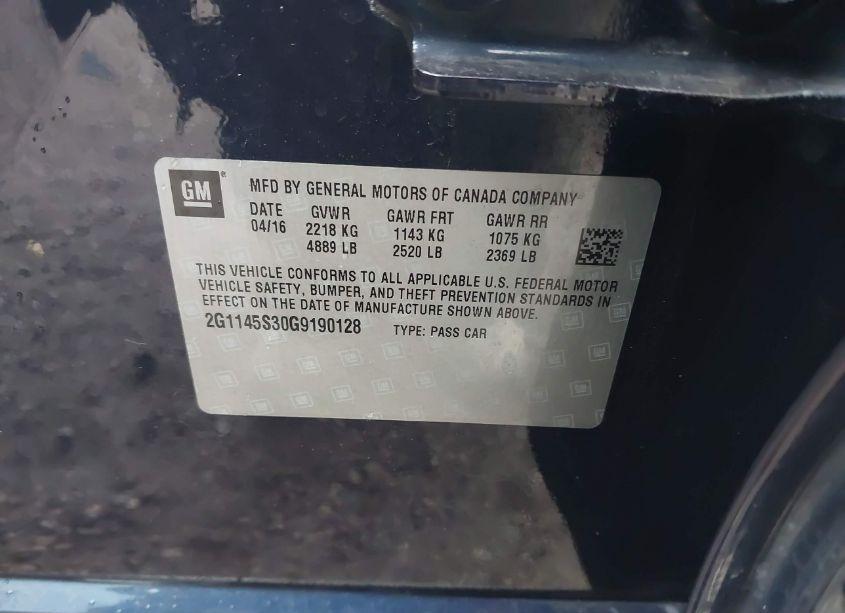 GM ® MFD BY GENERAL MOTORS OF CANADA COMPANY
DATE GVWR GAWR FRT GAWR RR
04/16 2218 KG 1143 KG 1075 KG
4889 LB 2520 LB 2369 LB
THIS VEHICLE CONFORMS TO ALL APPLICABLE U.S. FEDERAL MOTOR
VEHICLE SAFETY, BUMPER, AND THEFT PREVENTION STANDARDS IN
EFFECT ON THE DATE OF MANUFACTURE SHOWN ABOVE.
2G1145S30G9190128 TYPE: PASS CAR